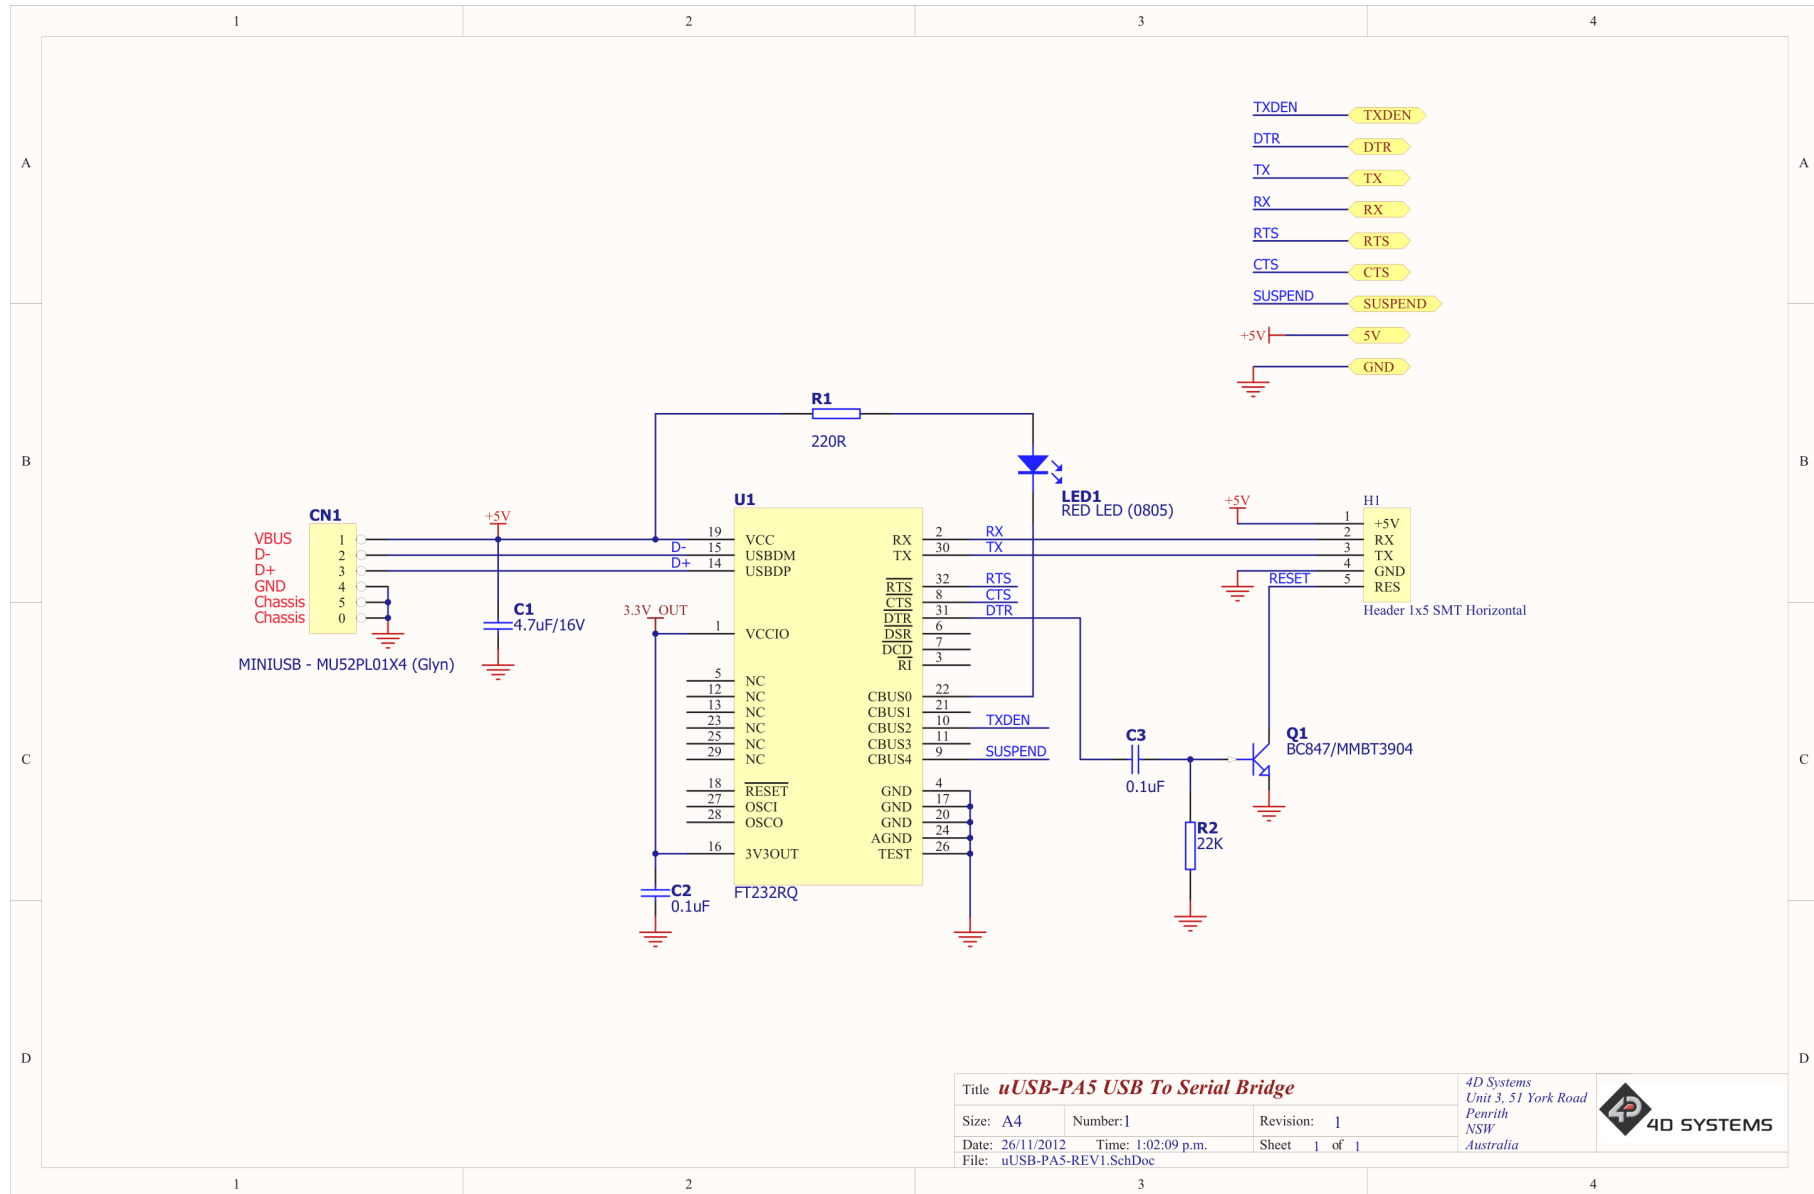 1 2 3 4
A A
TXDEN TXDEN
DTR DTR
TX TX
RX RX
RTS RTS
CTS CTS
SUSPEND SUSPEND
+5V 5V
GND
B B
R1
220R
LED1
RED LED (0805)
CN1
VBUS 1
D- 2
D+ 3
GND 4
Chassis 5
Chassis 0
MINIUSB - MU52PL01X4 (Glyn)
+5V
C1
4.7uF/16V
3.3V_OUT
D-
D+
U1
19 VCC
15 USBDM
14 USBDP
1 VCCIO
5 NC
12 NC
13 NC
23 NC
25 NC
29 NC
18 RESET
27 OSCI
28 OSCO
16 3V3OUT
RX 2 RX
TX 30 TX
RTS 32 RTS
CTS 8 CTS
DTR 31 DTR
DSR 6
DCD 7
RI 3
CBUS0 22
CBUS1 21
CBUS2 10 TXDEN
CBUS3 11
CBUS4 9 SUSPEND
GND 4
GND 17
GND 20
AGND 24
TEST 26
FT232RQ
C2
0.1uF
+5V
H1
1 +5V
2 RX
3 TX
4 GND
RESET 5 RES
Header 1x5 SMT Horizontal
C C
C3
0.1uF
Q1
BC847/MMBT3904
R2
22K
D D
Title uUSB-PA5 USB To Serial Bridge
Size: A4 Number:1 Revision: 1
Date: 26/11/2012 Time: 1:02:09 p.m. Sheet 1 of 1
File: uUSB-PA5-REV1.SchDoc
4D Systems
Unit 3, 51 York Road
Penrith
NSW
Australia
4D SYSTEMS
1 2 3 4